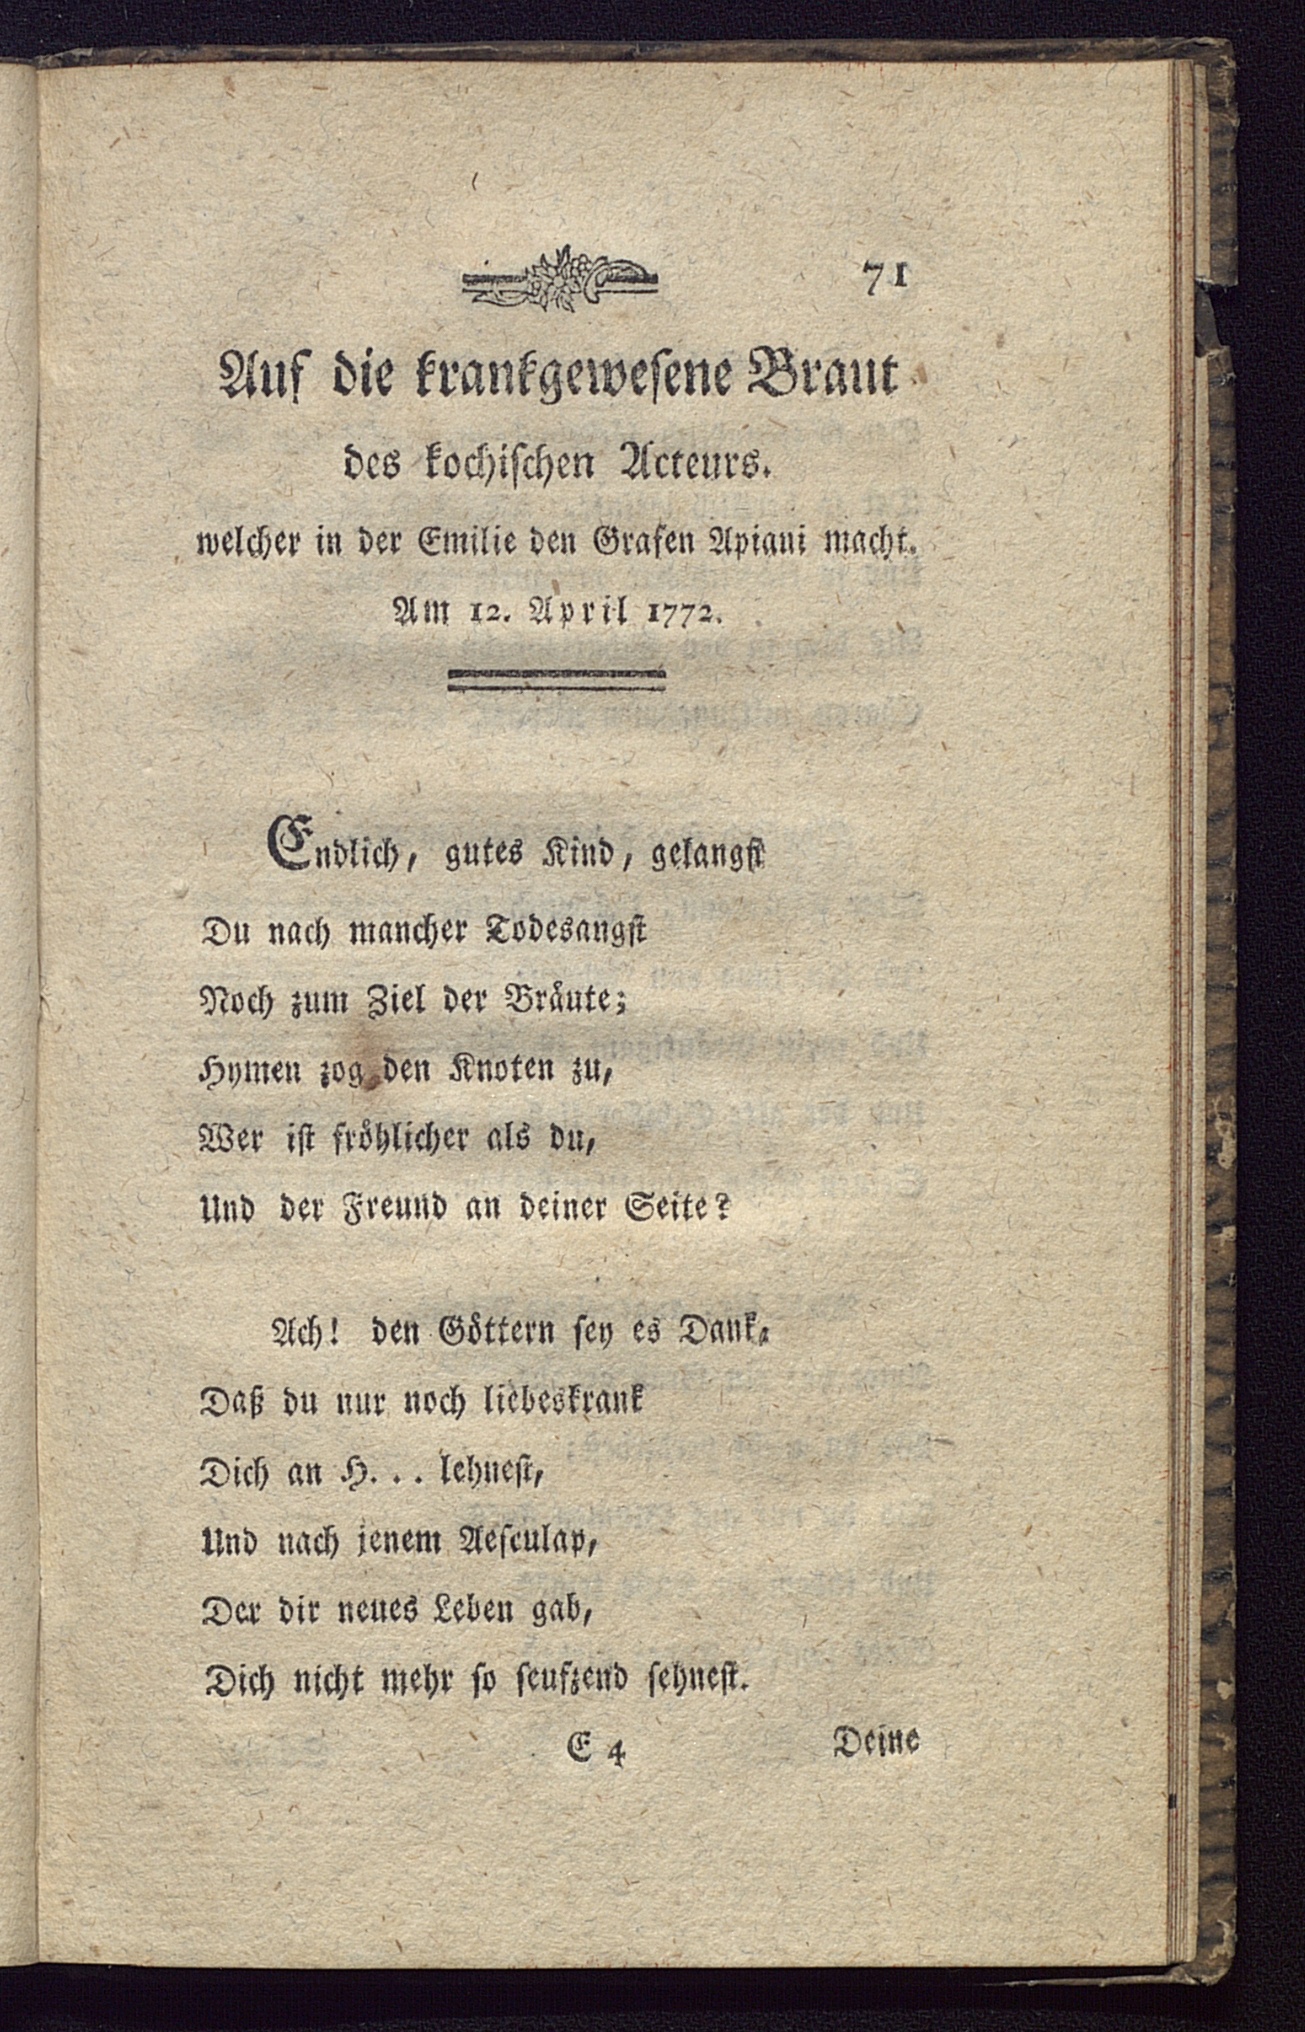 71
Auf die krankgewesene Braut
des kochischen Acteurs.
welcher in der Emilie den Grafen Apiani macht.
Am 12. April 1772.
Endlich, gutes Kind, gelangst
Du nach mancher Todesangst
Noch zum Ziel der Bräute;
Hymen zog den Knoten zu,
Wer ist fröhlicher als du,
Und der Freund an deiner Seite?
Ach! den Göttern sey es Dank,
Daß du nur noch liebeskrank
Dich an H. . . lehnest,
Und nach jenem Aesculap,
Der dir neues Leben gab,
Dich nicht mehr so seufzend sehnest.
E 4 Deine